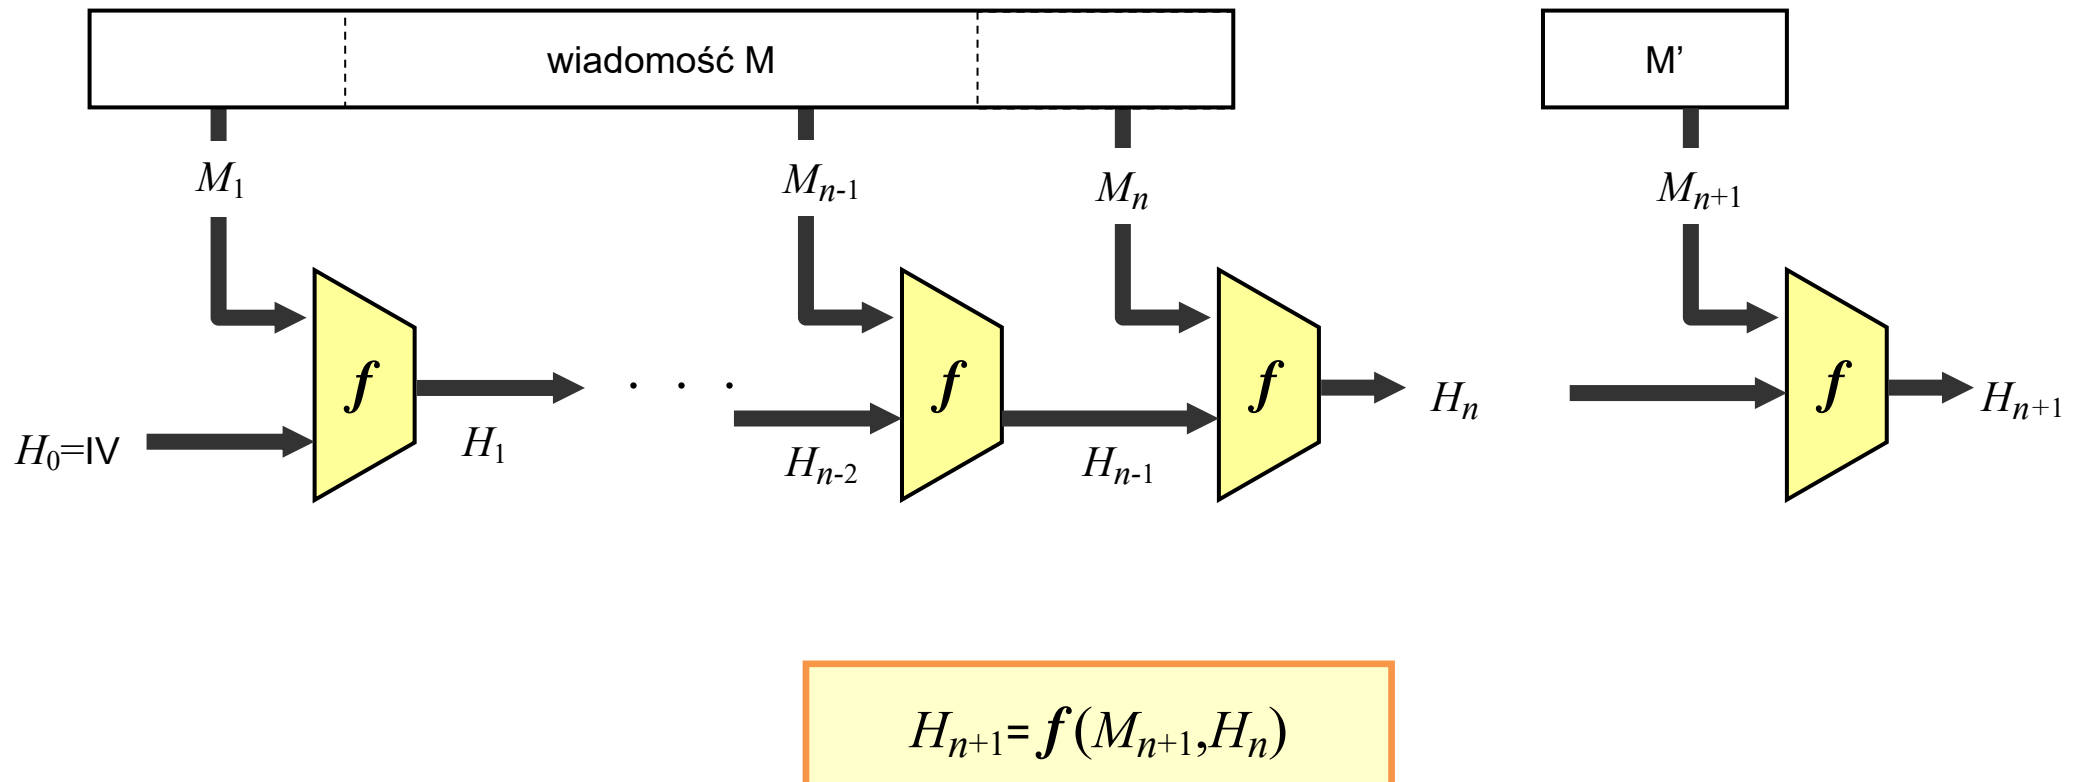 wiadomość M
M’
M1
Mn-1
Mn
Mn+1
f
f
f
f
. . .
H0=IV
H1
Hn-2
Hn-1
Hn
Hn+1
Hn+1=f(Mn+1,Hn)